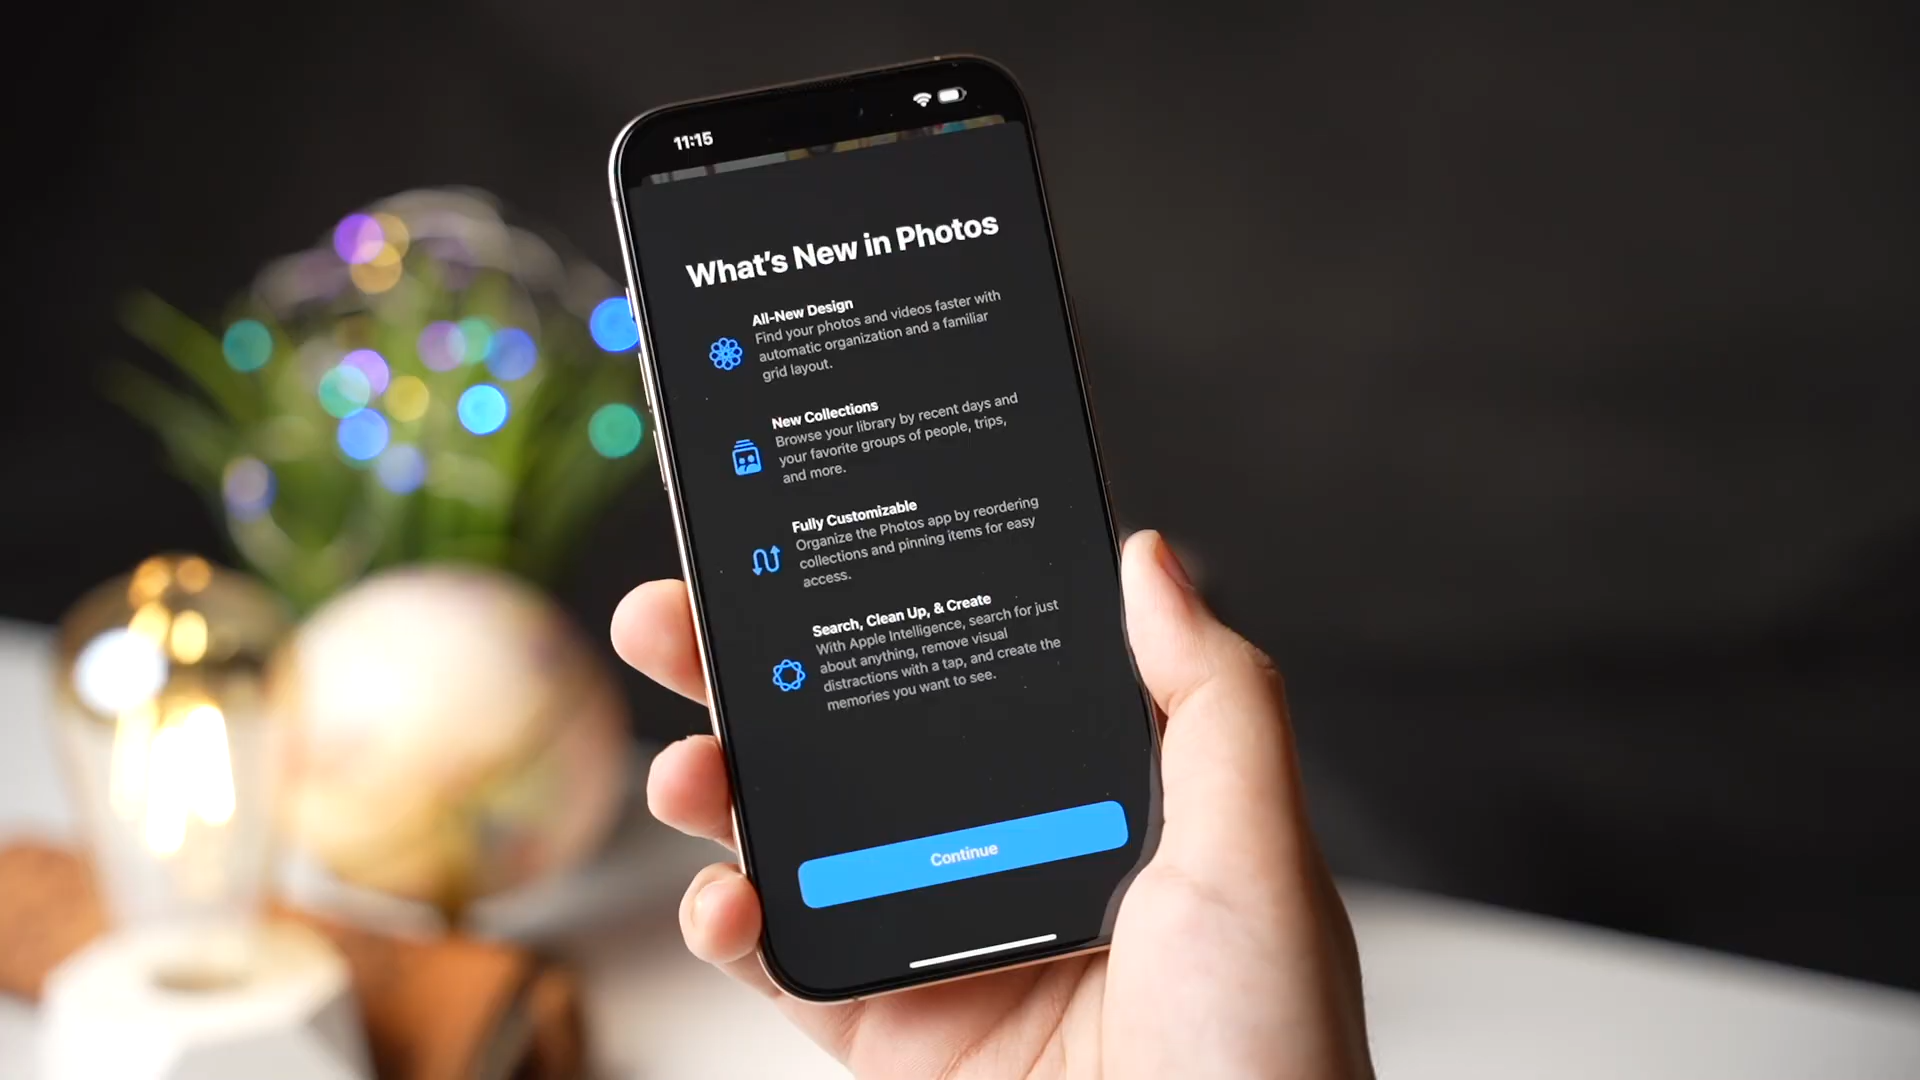 11:15
What's New in Photos
All-New Design
Find your photos and videos faster with
automatic organization and a familiar
grid layout.
New Collections
Browse your library by recent days and
your favorite groups of people, trips,
and more.
Fully Customizable
Organize the Photos app by reordering
collections and pinning items for easy
access.
Search, Clean Up, & Create
With Apple Intelligence, search for just
about anything, remove visual
distractions with a tap, and create the
memories you want to see.
Continue